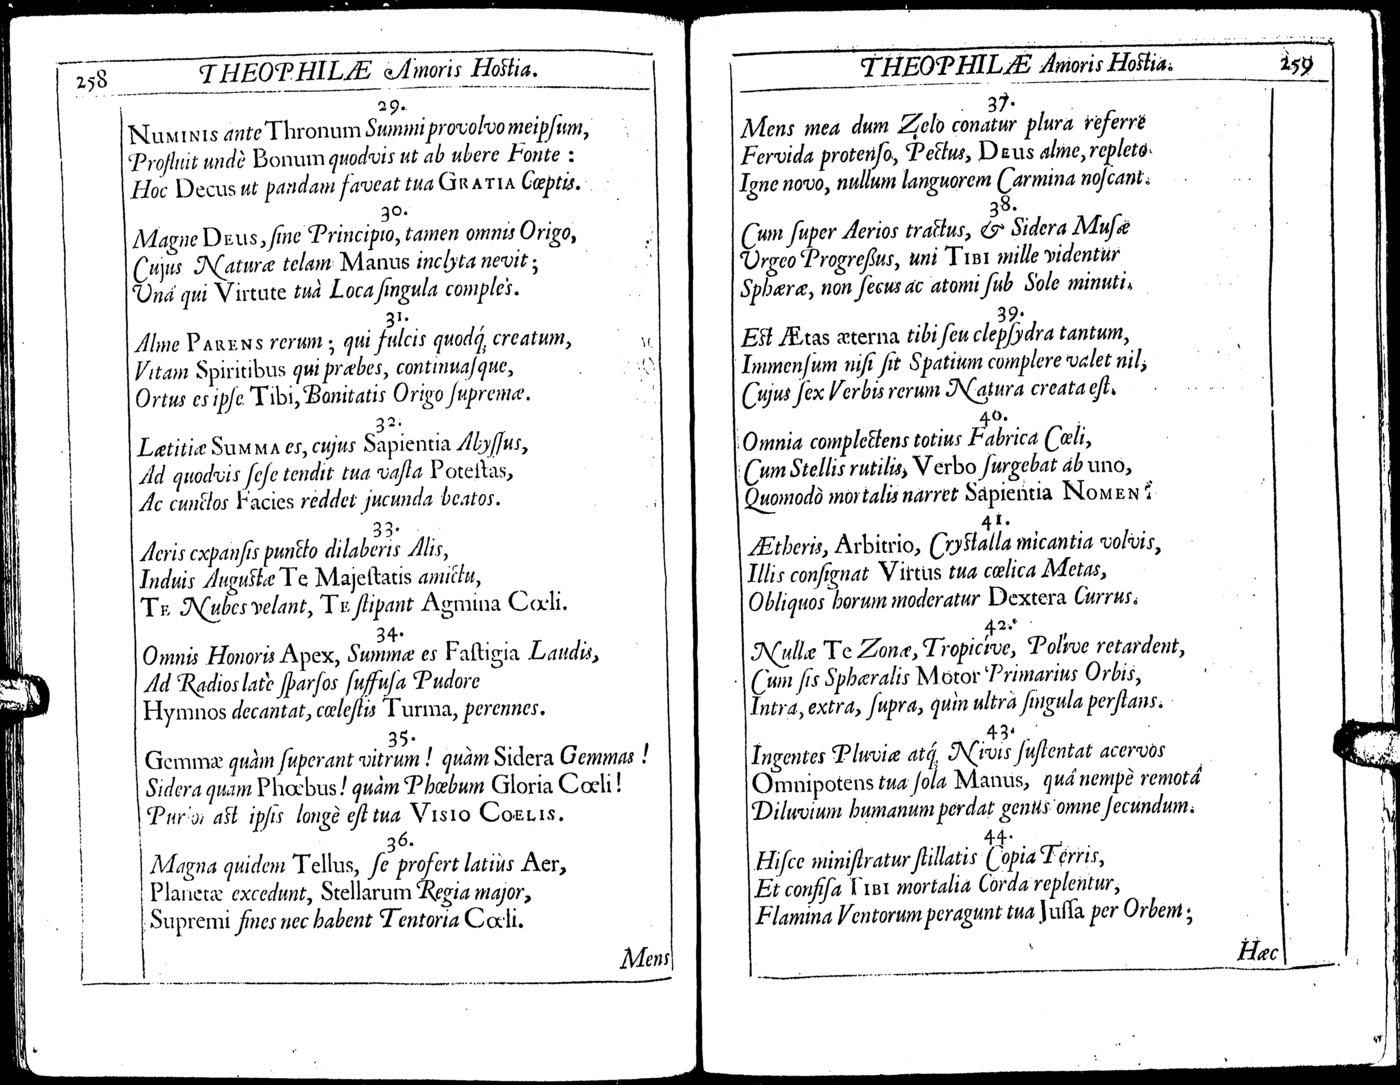 258 THEOPHILÆ Amoris Hostia.
29.
NUMINIS ante Thronum Summi provolvo meipſum,
Profluit undè Bonum quodvis ut ab ubere Fonte :
Hoc Decus ut pandam faveat tua GRATIA Cœptis.
30.
Magne DEUS, ſine Principio, tamen omnis Origo,
Cujus Naturæ telam Manus inclyta nevit ;
Unâ qui Virtute tuâ Loca ſingula comples.
31.
Alme PARENS rerum ; qui fulcis quodq́; creatum,
Vitam Spiritibus qui præbes, continuaſque,
Ortus es ipſe Tibi, Bonitatis Origo ſupremæ.
32.
Lætitiæ SUMMA es, cujus Sapientia Abyſſus,
Ad quodvis ſeſe tendit tua vaſta Poteſtas,
Ac cunctos Facies reddet jucunda beatos.
33.
Aeris expanſis puncto dilaberis Alis,
Induis Auguſtæ Te Majeſtatis amictu,
TE Nubes velant, TE ſtipant Agmina Cœli.
34.
Omnis Honoris Apex, Summæ es Faſtigia Laudis,
Ad Radios latè ſparſos ſuffuſa Pudore
Hymnos decantat, cœleſtis Turma, perennes.
35.
Gemmæ quàm ſuperant vitrum ! quàm Sidera Gemmas !
Sidera quàm Phœbus ! quàm Phœbum Gloria Cœli !
aſt ipſis longè eſt tua VISIO COELIS.
36.
Magna quidem Tellus, ſe profert latiùs Aer,
Planetæ excedunt, Stellarum Regia major,
Supremi fines nec habent Tentoria Cœli.
Mens
THEOPHILÆ Amoris Hostia. 259
37.
Mens mea dum Zelo conatur plura referre
Fervida protenſo, Pectus, DEUS alme, repleto
Igne novo, nullum languorem Carmina noſcant.
38.
Cum ſuper Aerios tractus, & Sidera Muſæ
Urgeo Progreßus, uni TIBI mille videntur
Sphæræ, non ſecus ac atomi ſub Sole minuti.
39.
Eſt Ætas æterna tibi ſeu clepſydra tantum,
Immenſum niſi ſit Spatium complere valet nil,
Cujus ſex Verbis rerum Natura creata eſt.
40.
Omnia complectens totius Fabrica Cœli,
Cum Stellis rutilis, Verbo ſurgebat ab uno,
Quomodò mortalis narret Sapientia NOMEN ?
41.
Ætheris, Arbitrio, Cryſtalla micantia volvis,
Illis conſignat Virtus tua cœlica Metas,
Obliquos horum moderatur Dextera Currus.
42.
Nullæ Te Zonæ, Tropicive, Polive retardent,
Cum ſis Sphæralis Motor Primarius Orbis,
Intra, extra, ſupra, quin ultrà ſingula perſtans.
43.
Ingentes Pluviæ atq́; Nivis ſuſtentat acervos
Omnipotens tua ſola Manus, quâ nempè remotâ
Diluvium humanum perdat genus omne ſecundum.
44.
Hiſce miniſtratur ſtillatis Copia Terris,
Et confiſa TIBI mortalia Corda replentur,
Flamina Ventorum peragunt tua Juſſa per Orbem ;
Hæc